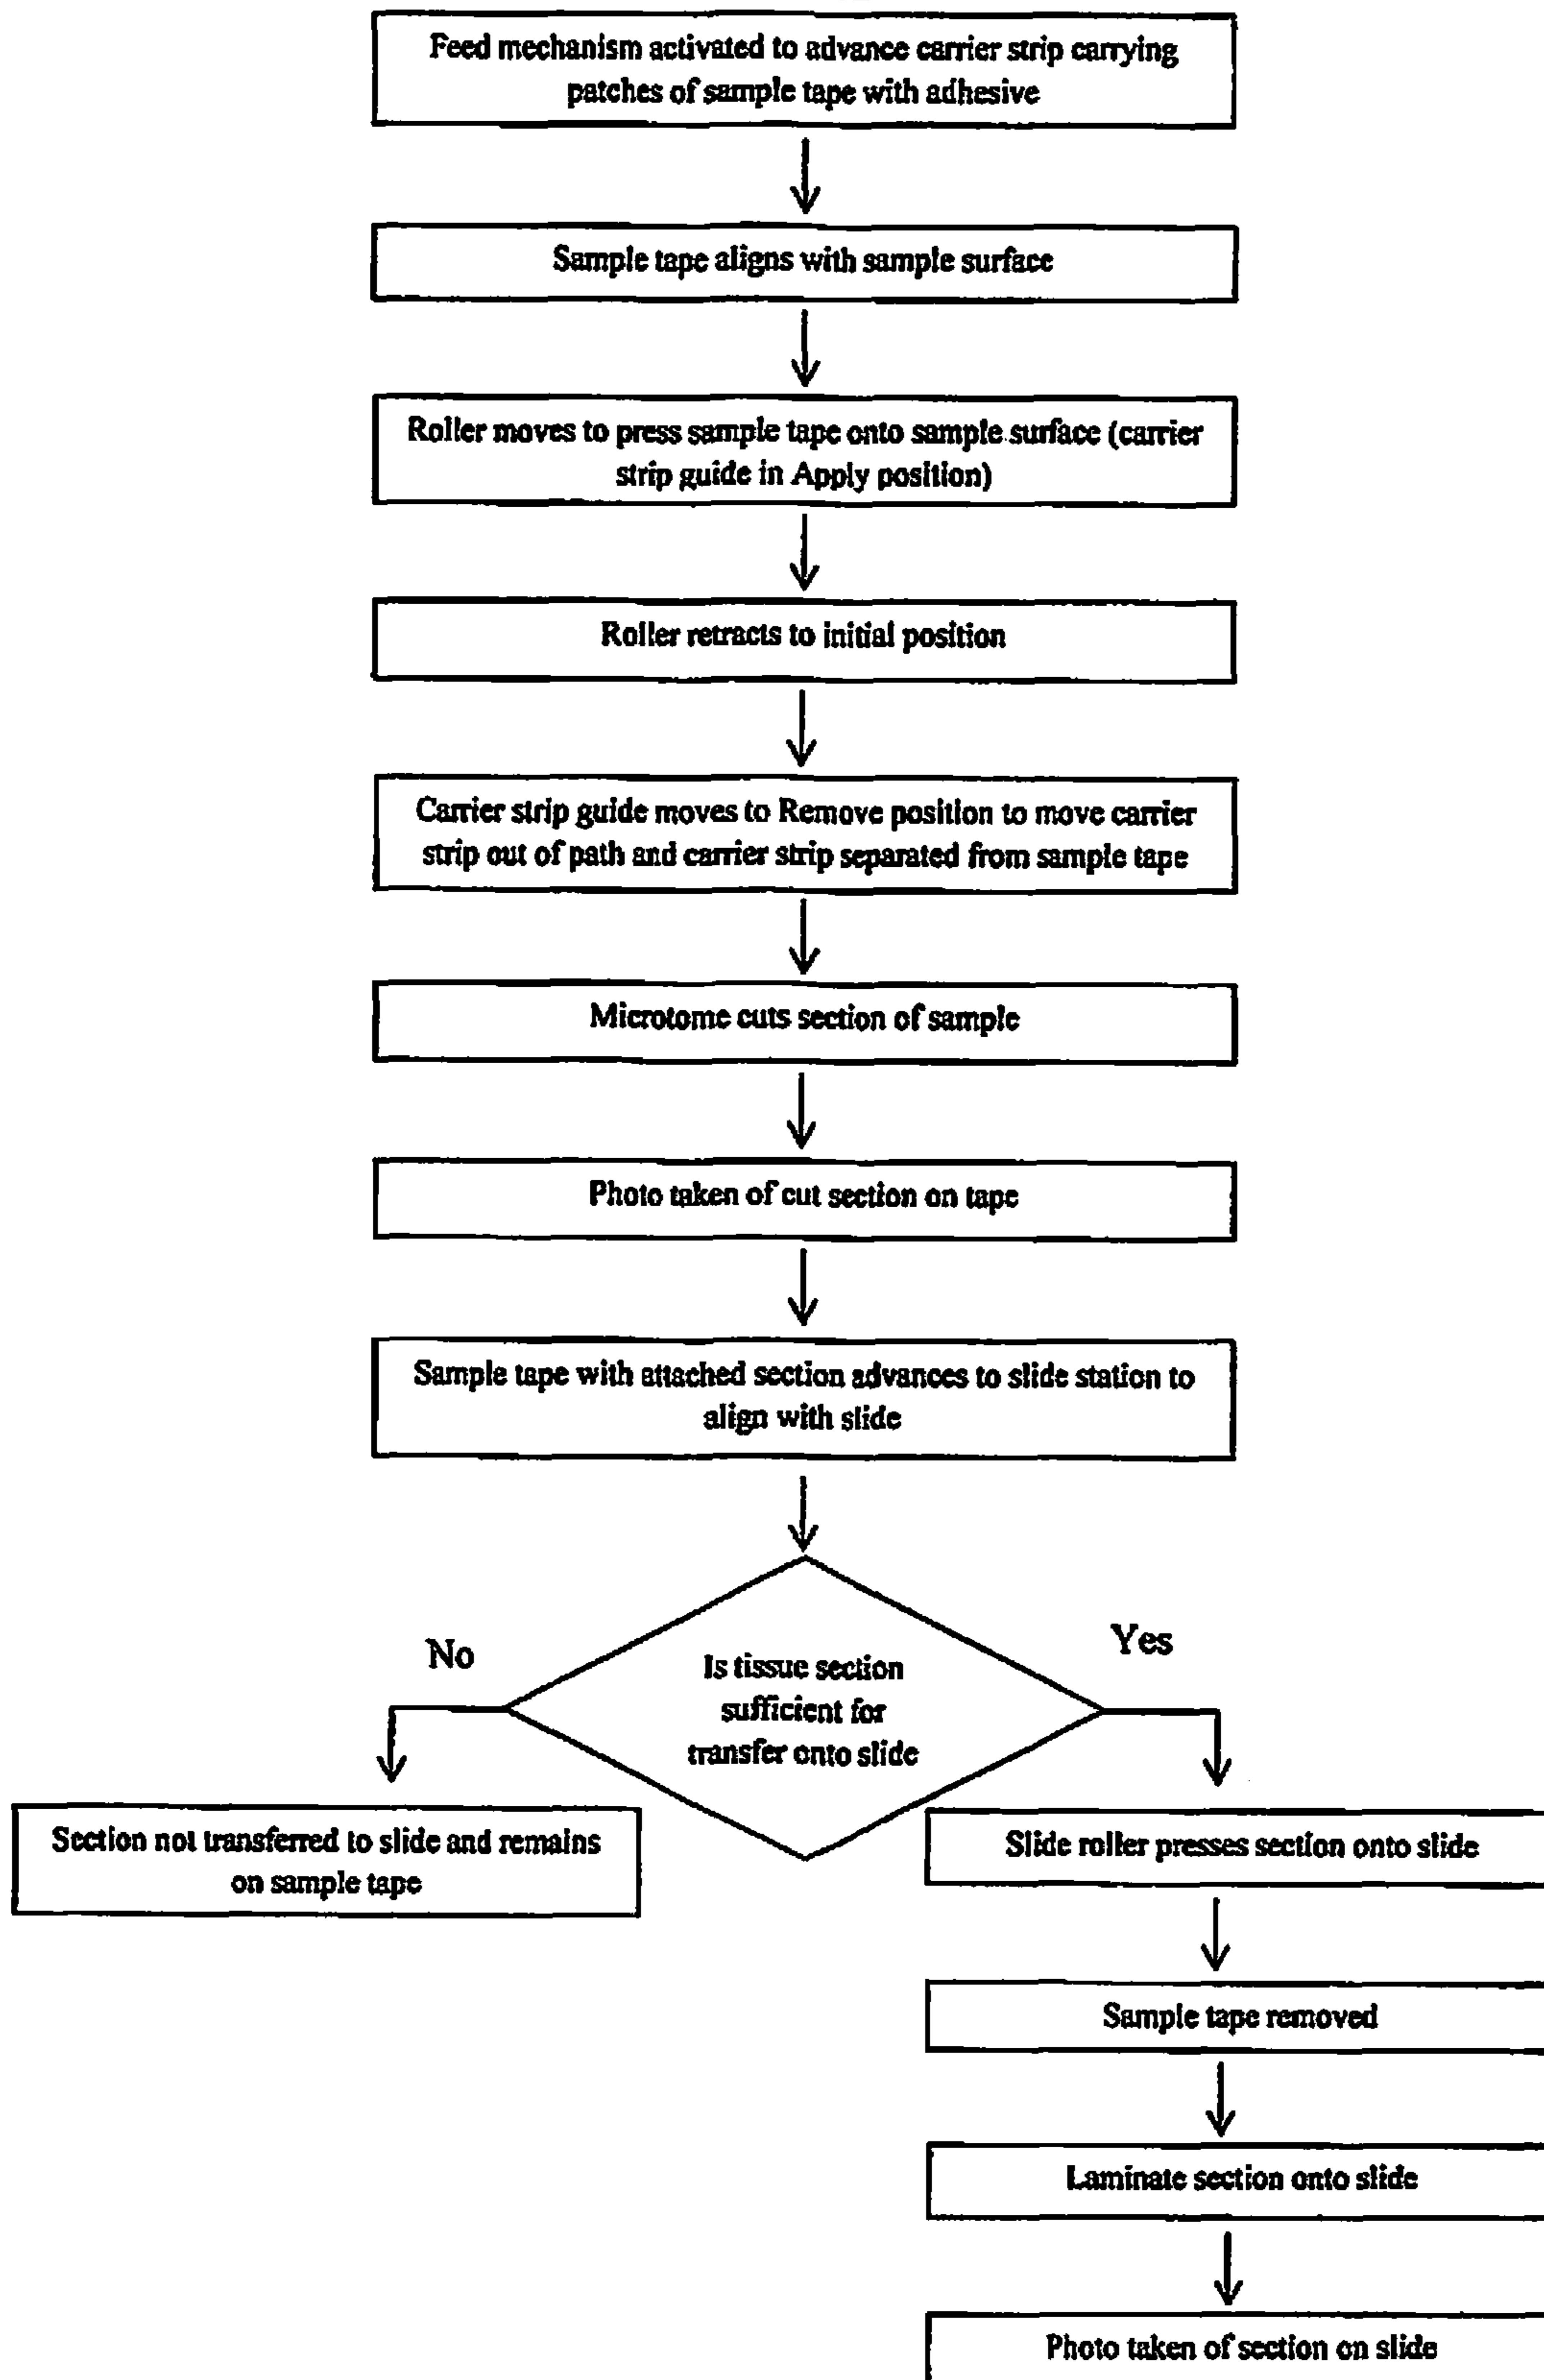 Feed mechanism activated to advance carrier strip carrying
patches of sample tape with adhesive
Sample tape aligns with sample surface
Roller moves to press sample tape onto sample surface (carrier
strip guide in Apply position)
Roller retracts to initial position
Carrier strip guide moves to Remove position to move carrier
strip out of path and carrier strip separated from sample tape
Microtome cuts section of sample
Photo taken of cut section on tape
Sample tape with attached section advances to slide station to
align with slide
No
Yes
Is tissue section
sufficient for
transfer onto slide
Section not transferred to slide and remains
on sample tape
Slide roller presses section onto slide
Sample tape removed
Laminate section onto slide
Photo taken of section on slide